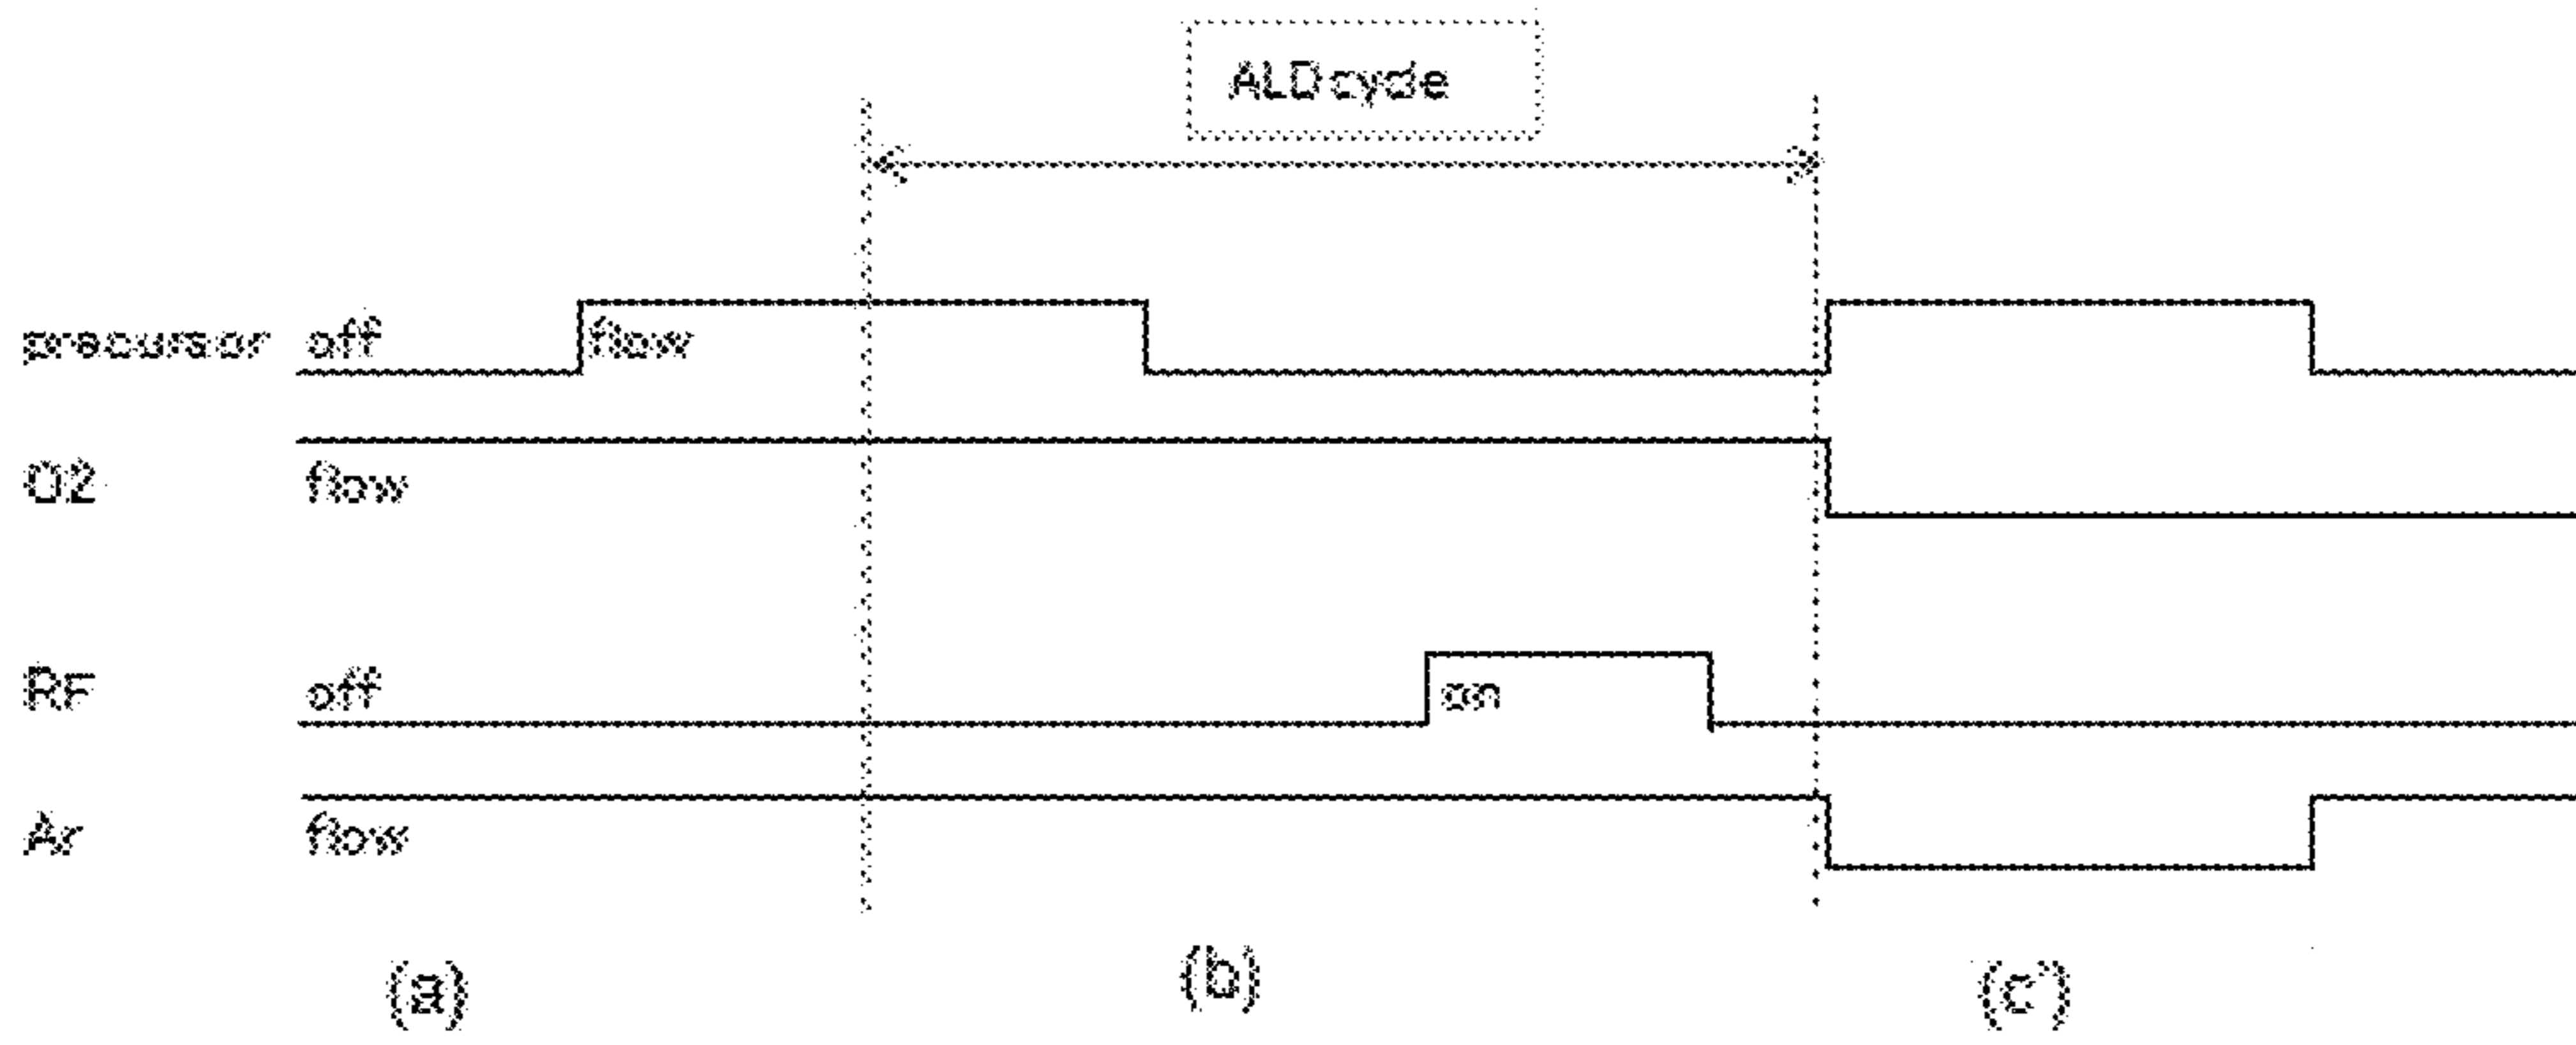 ALD cycle
precursor off flow
O2 flow
RF off on
Ar flow
(a) (b) (c')